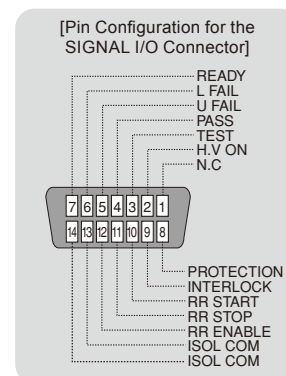 [Pin Configuration for the
SIGNAL I/O Connector]
READY
L FAIL
U FAIL
PASS
TEST
H.V ON
N.C
7 6 5 4 3 2 1
14 13 12 11 10 9 8
PROTECTION
INTERLOCK
RR START
RR STOP
RR ENABLE
ISOL COM
ISOL COM